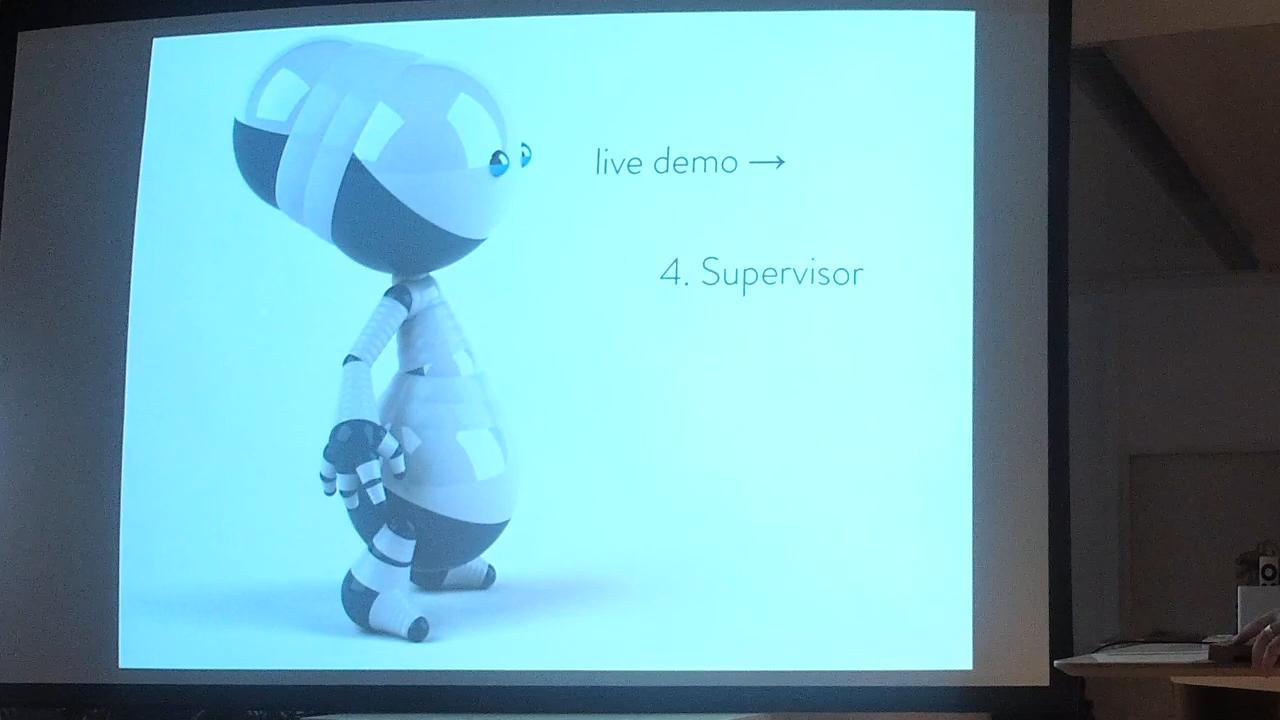 live demo →
4. Supervisor